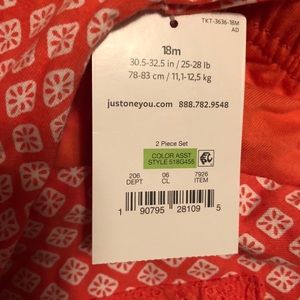 TKT-3636-18M
AD
18m
30.5-32.5 in / 25-28 lb
78-83 cm / 11,1-12,5 kg
justoneyou.com 888.782.9548
2 Piece Set
COLOR ASST
STYLE 518G456
206 06 7926
DEPT CL ITEM
1 90795 28109 5